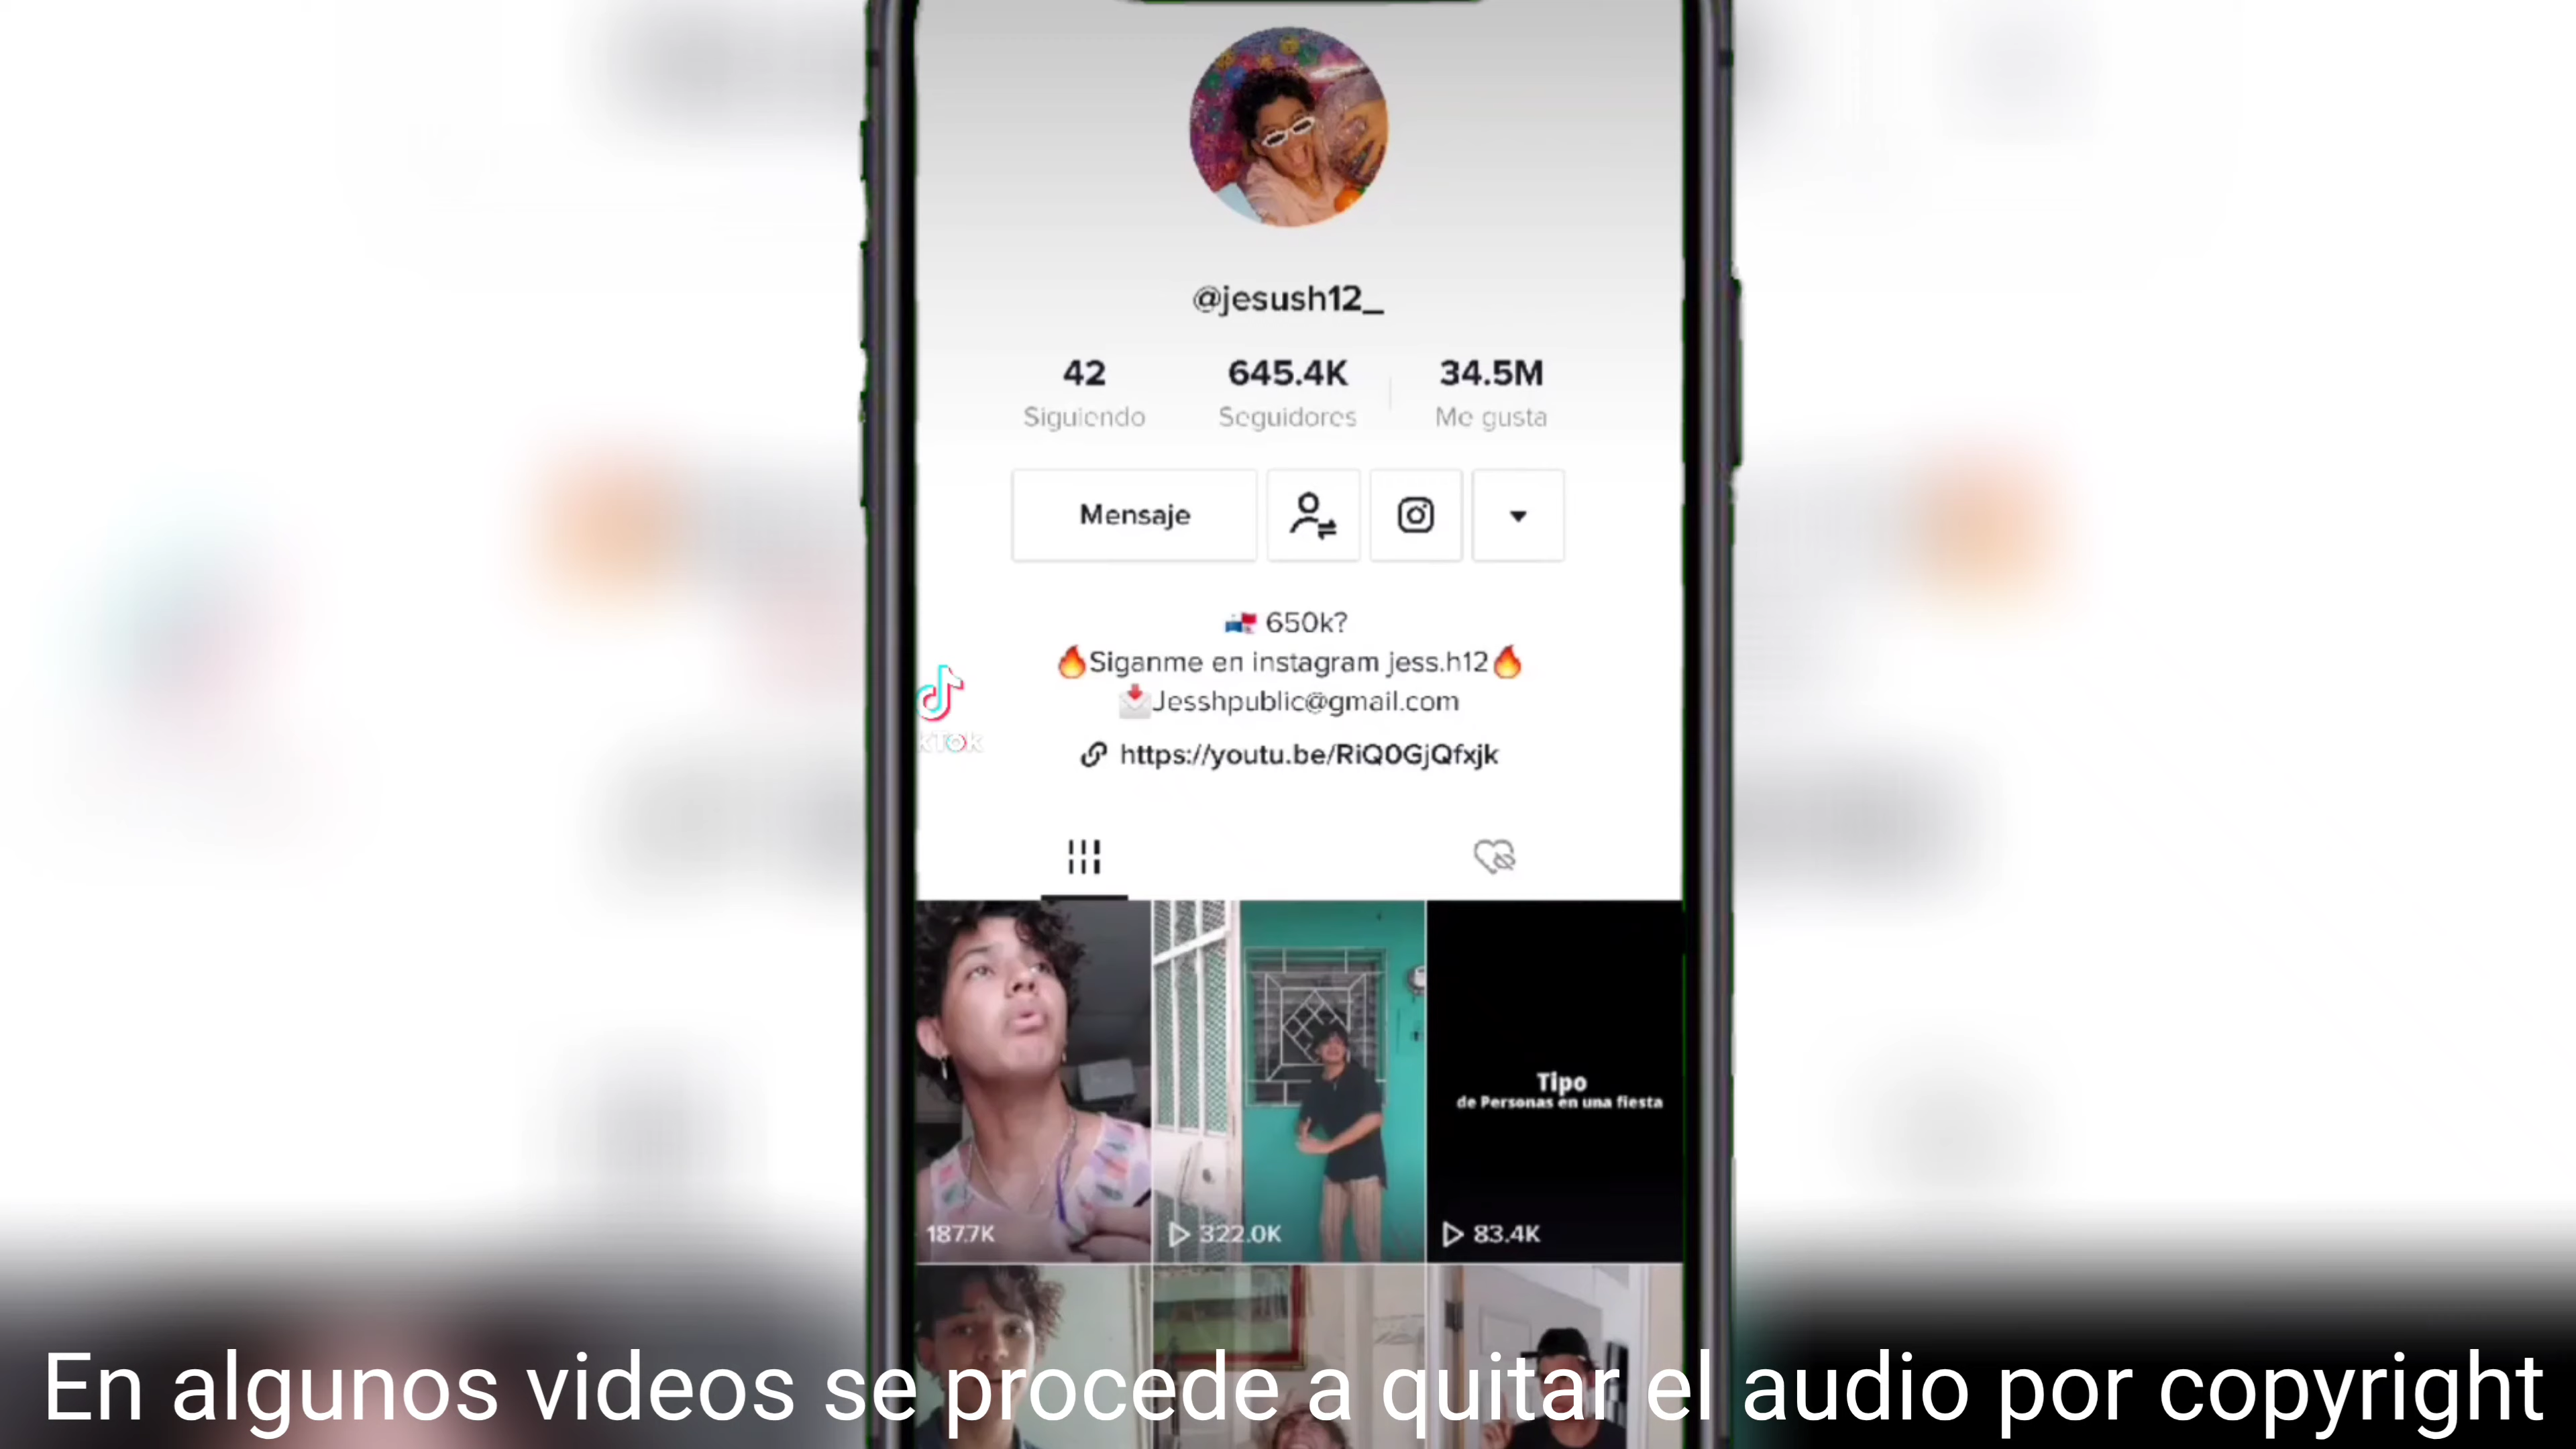 @jesush12_
42 645.4K 34.5M
Siguiendo Seguidores Me gusta
Mensaje
650k?
Siganme en instagram jess.h12
Jesshpublic@gmail.com
kTok
https://youtu.be/RiQ0GjQfxjk
Tipo
de Personas en una fiesta
187.7K 322.0K 83.4K
En algunos videos se procede a quitar el audio por copyright